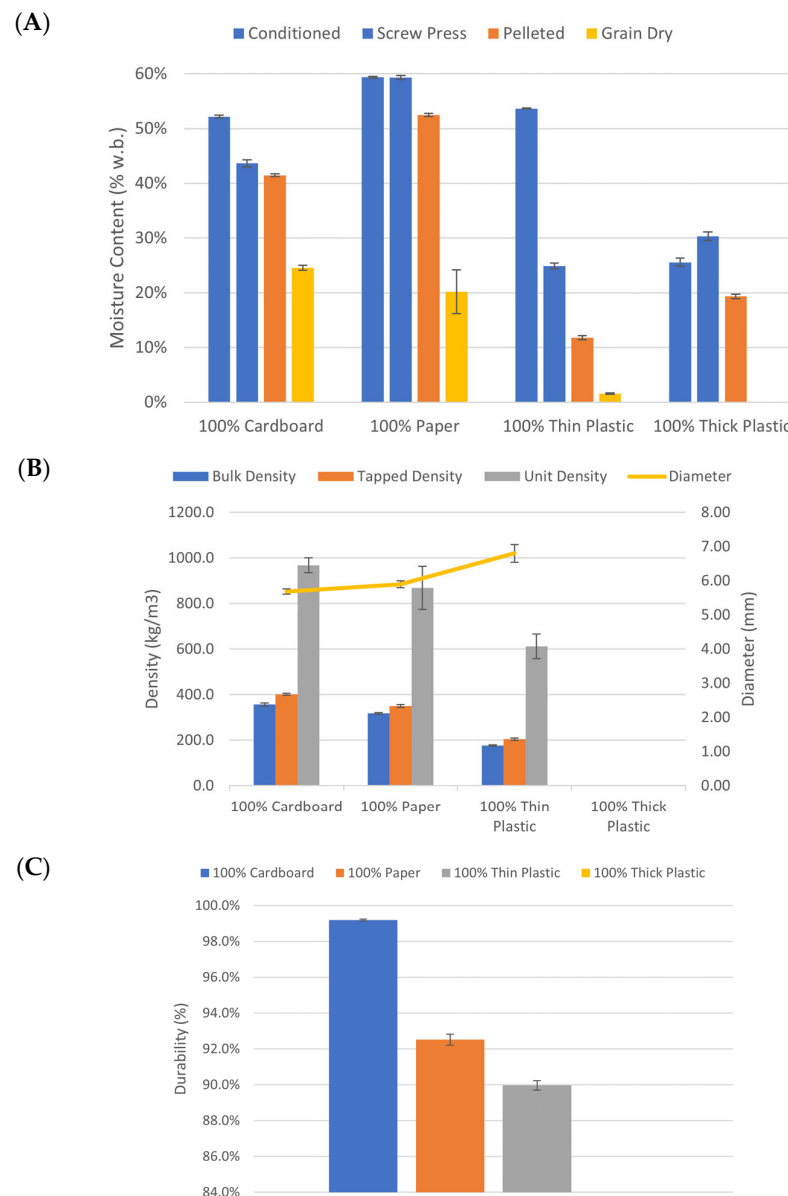 (A)
Conditioned Screw Press Pelleted Grain Dry
Moisture Content (% w.b.)
60%
50%
40%
30%
20%
10%
0%
100% Cardboard 100% Paper 100% Thin Plastic 100% Thick Plastic
(B)
Bulk Density Tapped Density Unit Density Diameter
Density (kg/m3)
1200.0 8.00
1000.0 7.00
800.0 6.00
5.00
600.0 4.00
400.0 3.00
2.00
200.0 1.00
0.0 0.00
Diameter (mm)
100% Cardboard 100% Paper 100% Thin 100% Thick
Plastic Plastic
(C)
100% Cardboard 100% Paper 100% Thin Plastic 100% Thick Plastic
Durability (%)
100.0%
98.0%
96.0%
94.0%
92.0%
90.0%
88.0%
86.0%
84.0%